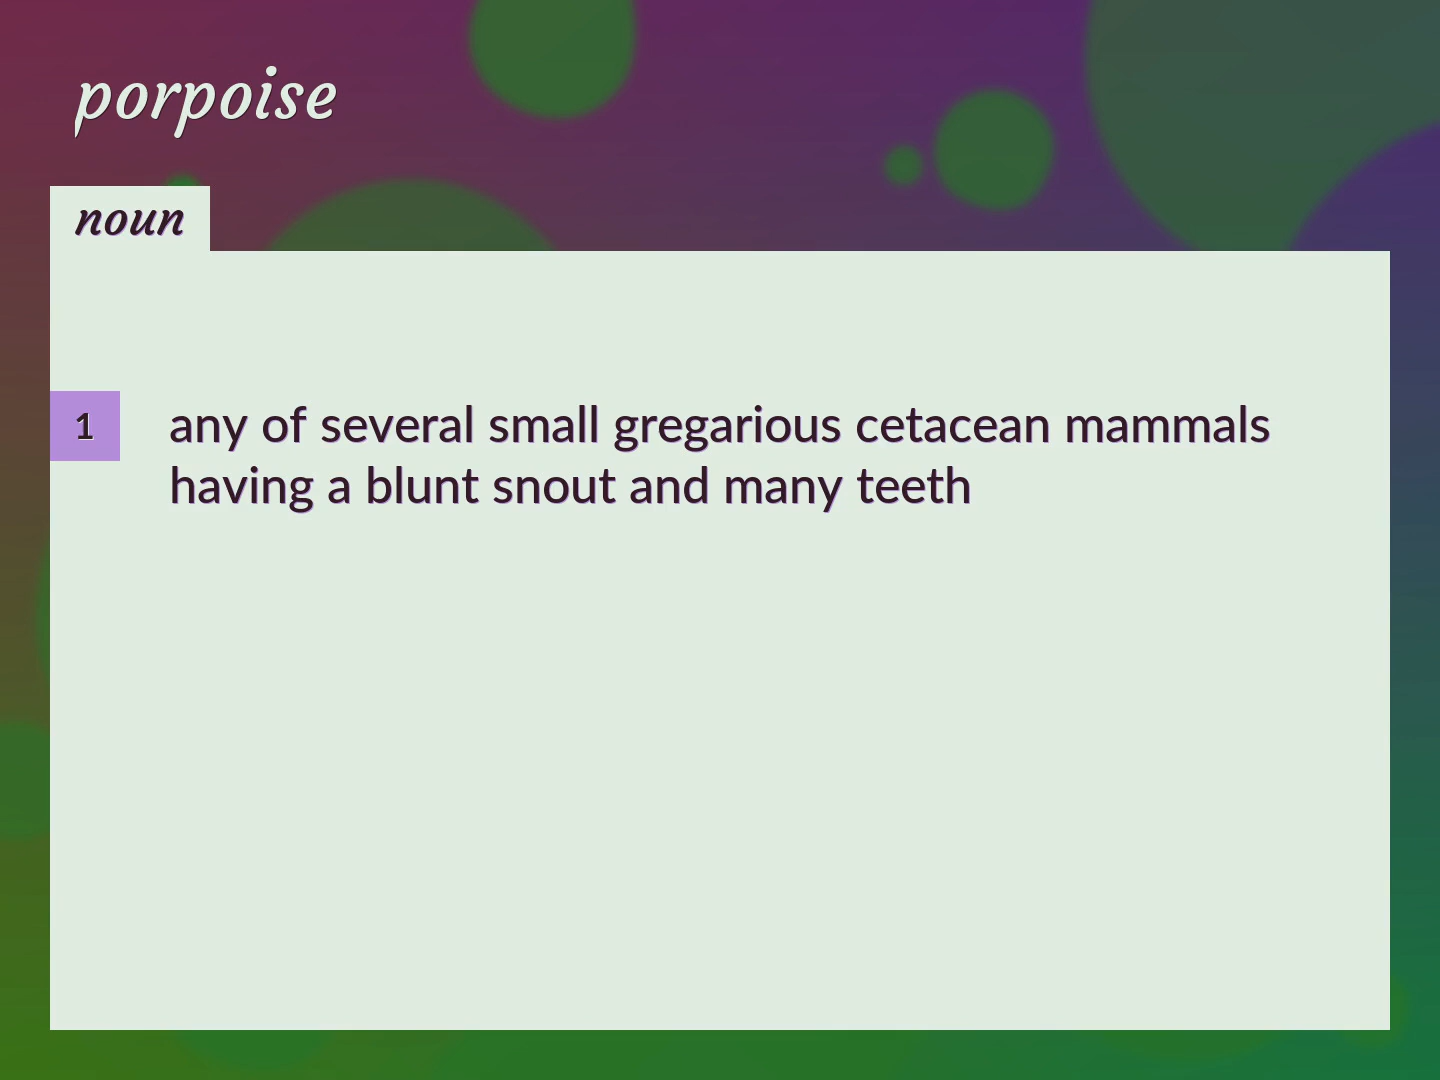 porpoise
noun
1 any of several small gregarious cetacean mammals
having a blunt snout and many teeth